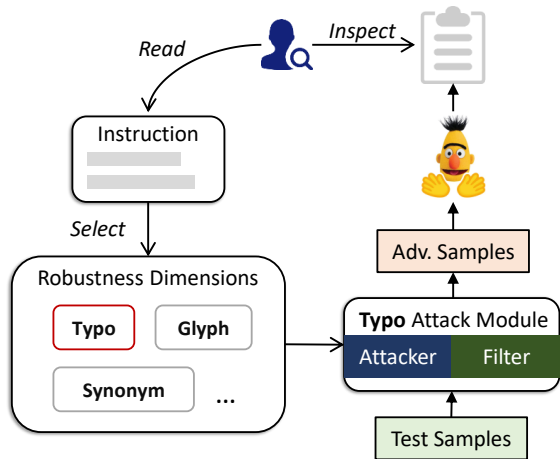 Read
Inspect
Instruction
Select
Robustness Dimensions
Typo
Glyph
Synonym
...
Adv. Samples
Typo Attack Module
Attacker
Filter
Test Samples